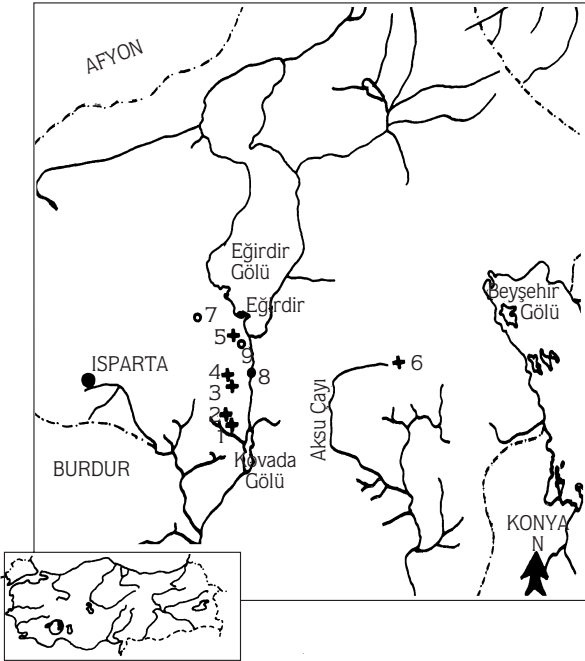 AFYON
Eğirdir
Gölü
Eğirdir
Beyşehir
Gölü
7
5
9
ISPARTA
4
8
3
6
2
1
Aksu Çayı
Kovada
Gölü
BURDUR
KONYA
N